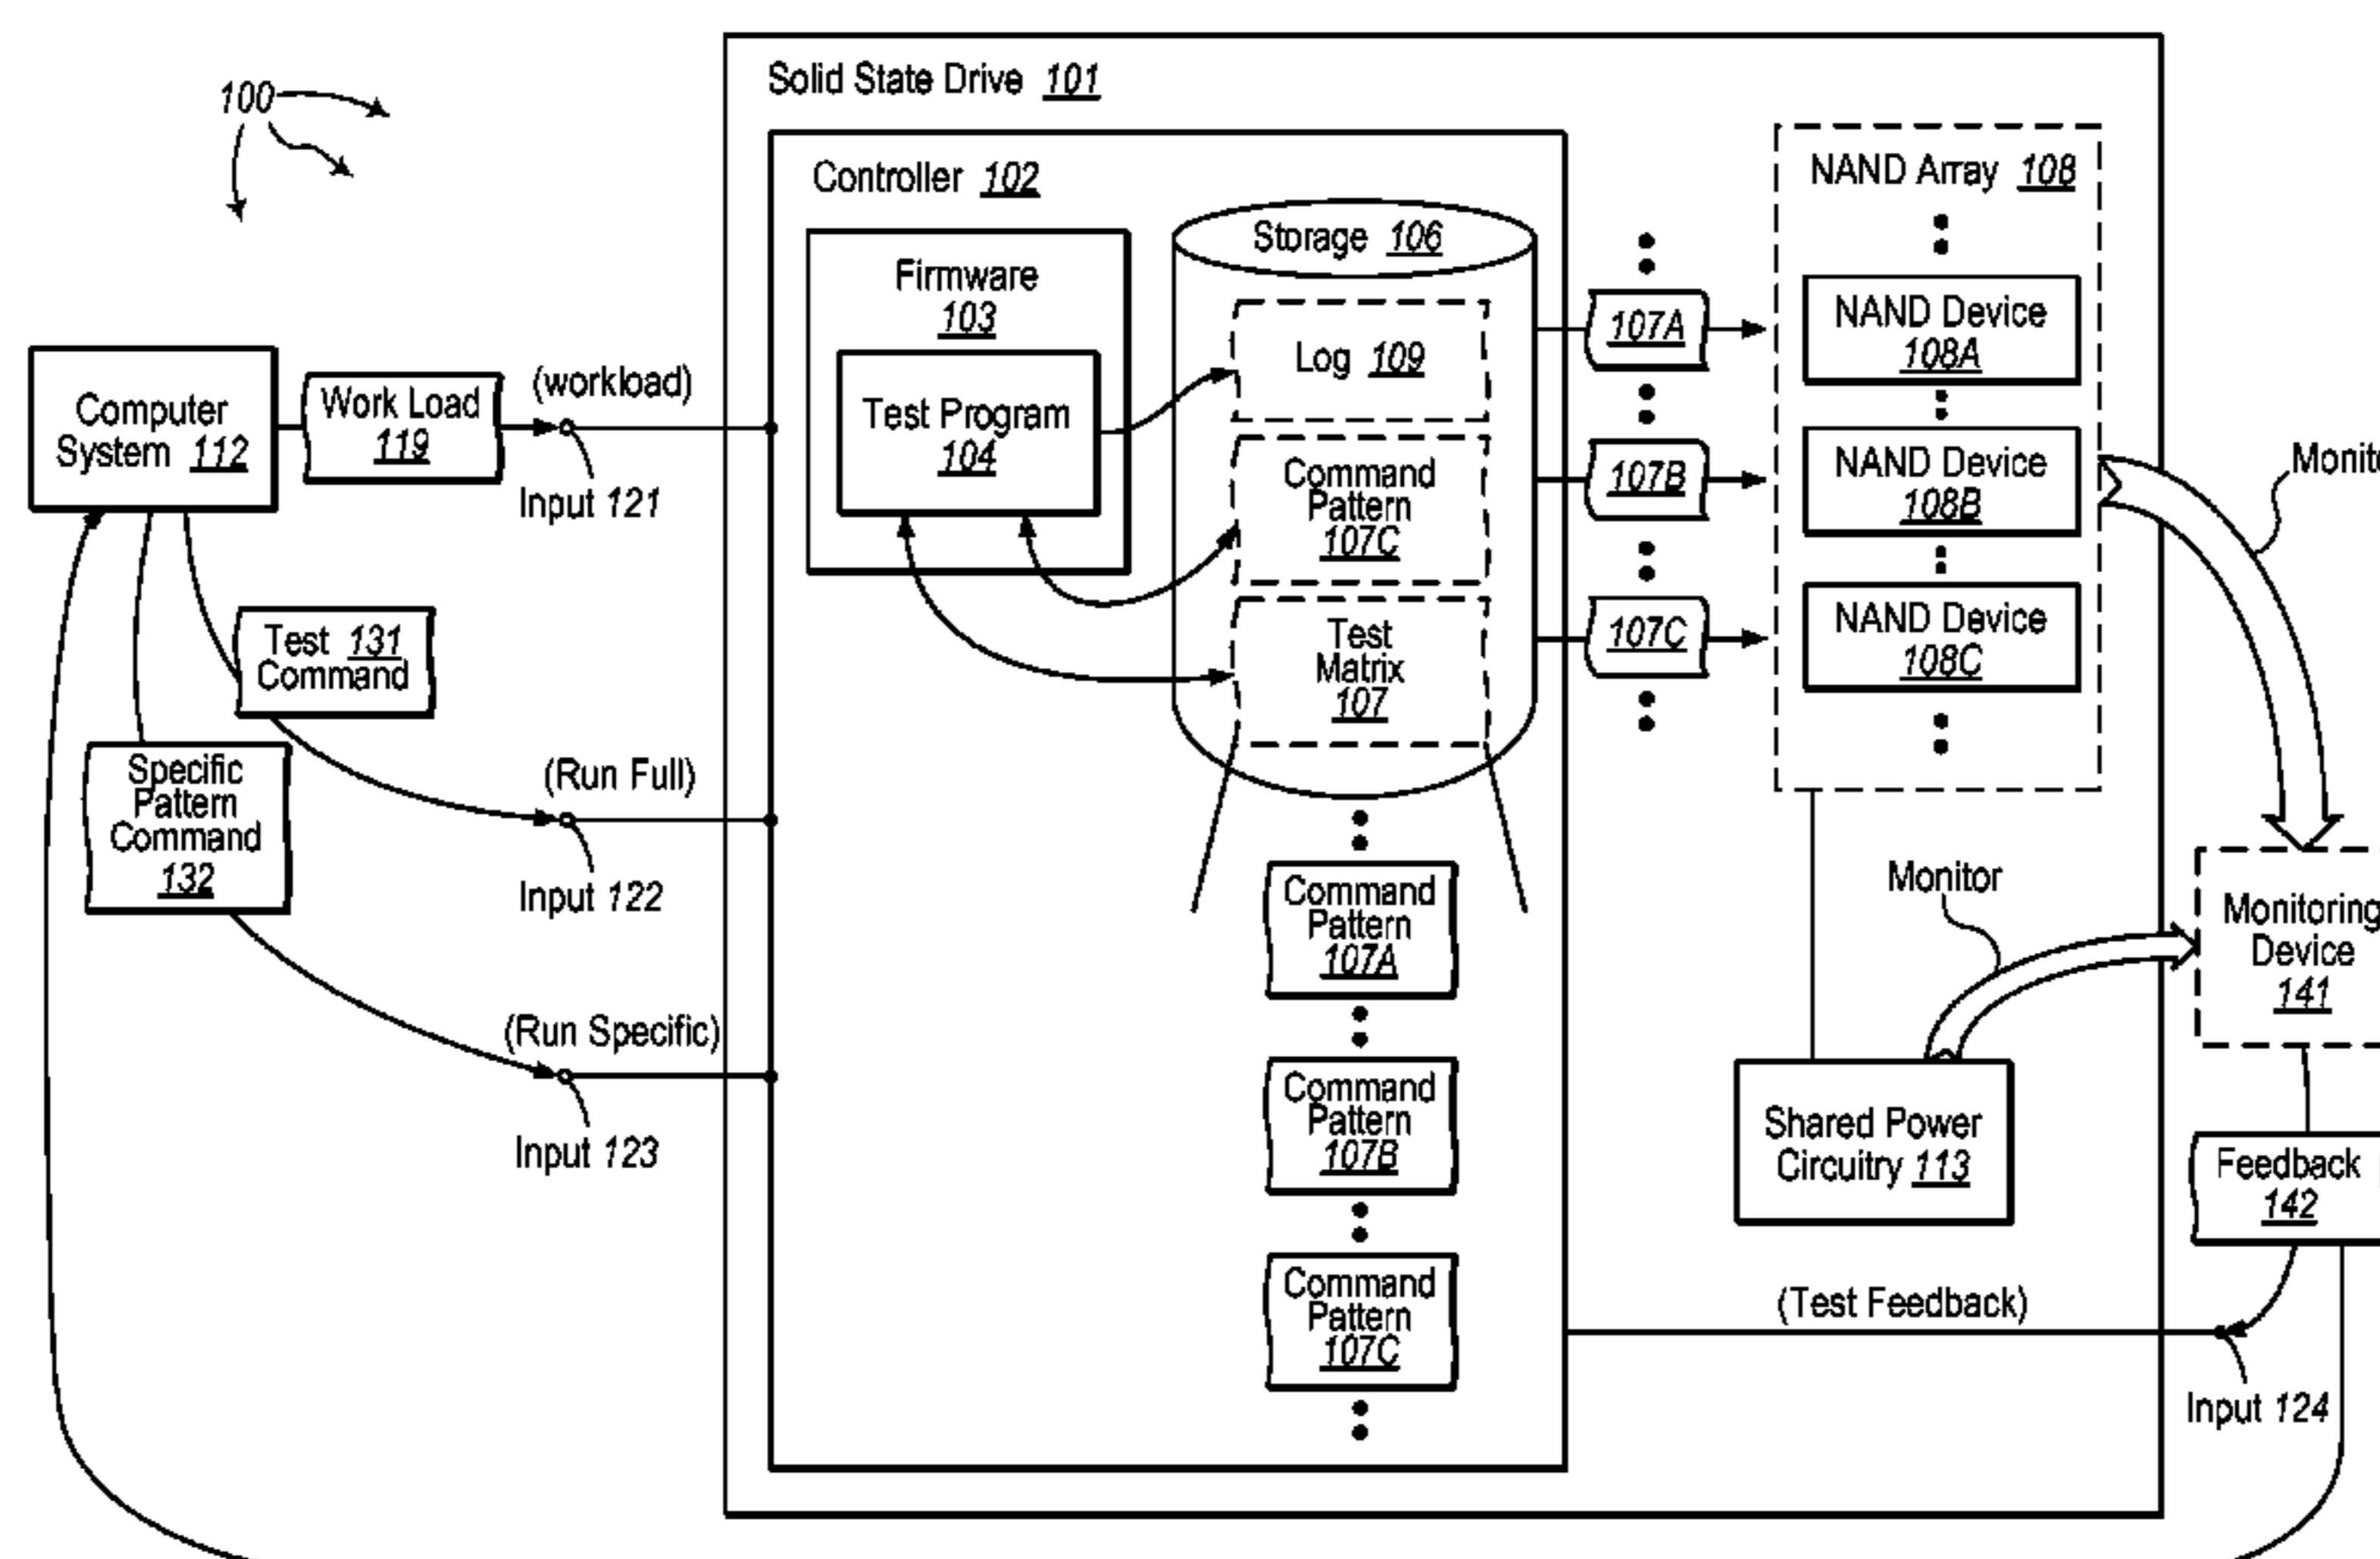 100
Solid State Drive 101
Controller 102
Firmware
103
Test Program
104
Storage 106
Log 109
Command
Pattern
107C
Test
Matrix
107
107A
107B
107C
NAND Array 108
NAND Device
108A
NAND Device
108B
NAND Device
108C
Computer
System 112
Work Load
119
(workload)
Input 121
Test 131
Command
(Run Full)
Input 122
Specific
Pattern
Command
132
(Run Specific)
Input 123
Command
Pattern
107A
Command
Pattern
107B
Command
Pattern
107C
Monitor
Shared Power
Circuitry 113
Monitoring
Device
141
Feedback
142
(Test Feedback)
Input 124